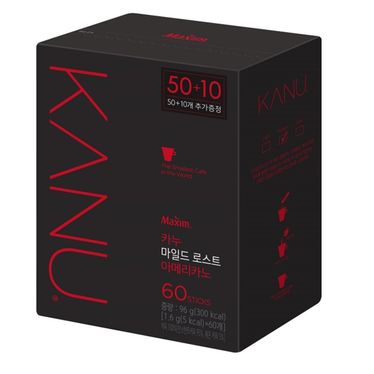 Maxim
KANU
50+10
50+10개 추가증정
The Smallest Cafe
in the World
Maxim
카누
마일드 로스트
아메리카노
60 STICKS
중량 : 96 g (300 kcal)
[1.6 g (5 kcal)×60개]
KANU